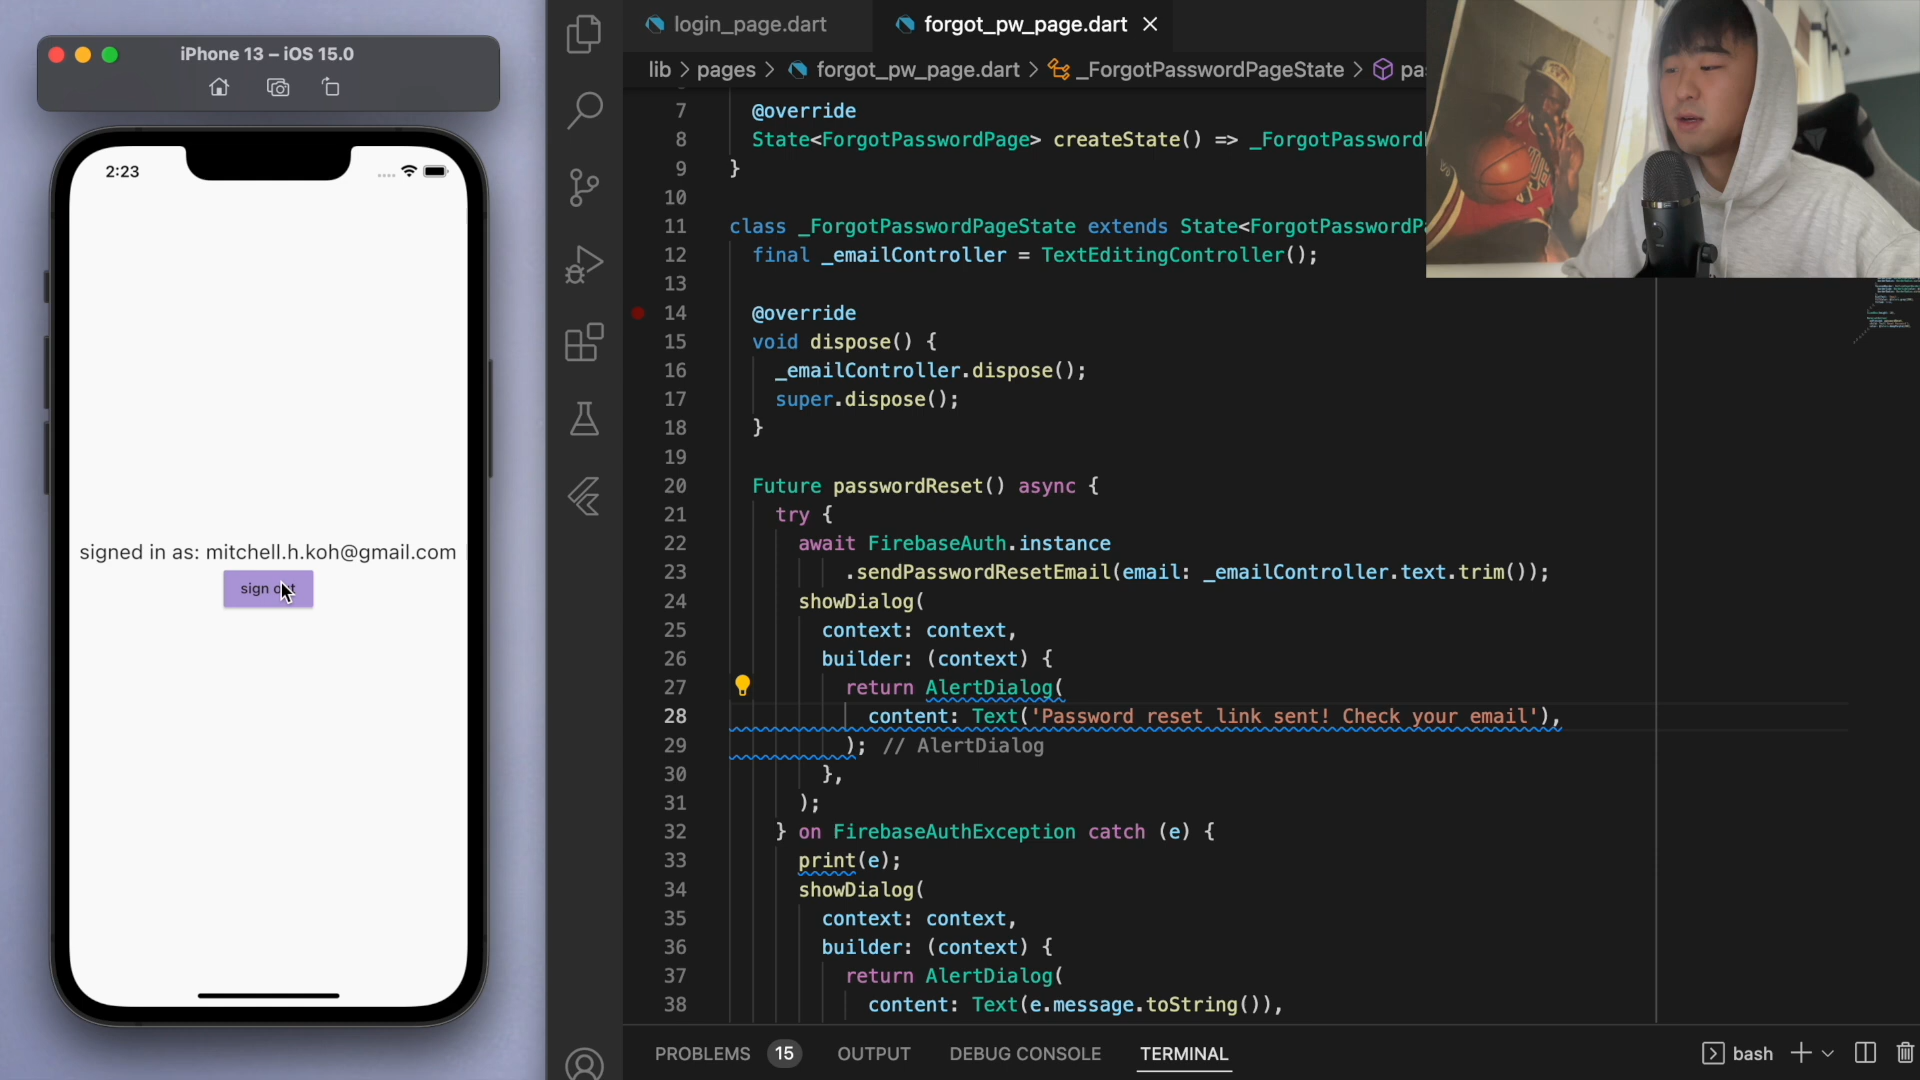 iPhone 13 – iOS 15.0
2:23
signed in as: mitchell.h.koh@gmail.com
sign
login_page.dart
forgot_pw_page.dart
lib > pages > forgot_pw_page.dart > _ForgotPasswordPageState > pa
7 @override
8 State<ForgotPasswordPage> createState() => _ForgotPassword
9 }
10
11 class _ForgotPasswordPageState extends State<ForgotPasswordP
12 final _emailController = TextEditingController();
13
14 @override
15 void dispose() {
16 _emailController.dispose();
17 super.dispose();
18 }
19
20 Future passwordReset() async {
21 try {
22 await FirebaseAuth.instance
23 .sendPasswordResetEmail(email: _emailController.text.trim());
24 showDialog(
25 context: context,
26 builder: (context) {
27 return AlertDialog(
28 content: Text('Password reset link sent! Check your email'),
29 ); // AlertDialog
30 },
31 );
32 } on FirebaseAuthException catch (e) {
33 print(e);
34 showDialog(
35 context: context,
36 builder: (context) {
37 return AlertDialog(
38 content: Text(e.message.toString()),
PROBLEMS 15 OUTPUT DEBUG CONSOLE TERMINAL
bash